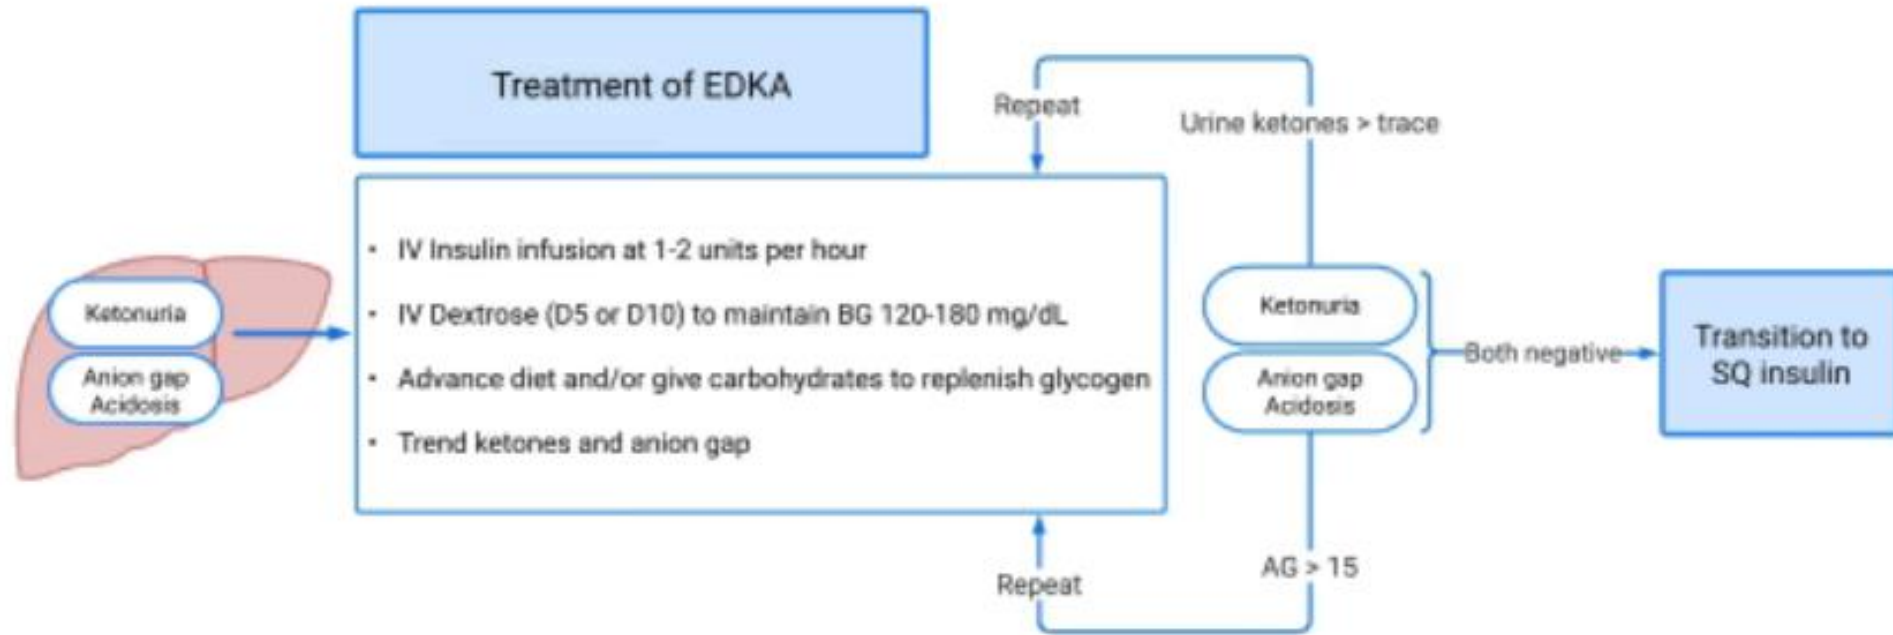 Treatment of EDKA
Ketonuria
Anion gap
Acidosis
• IV Insulin infusion at 1-2 units per hour
• IV Dextrose (D5 or D10) to maintain BG 120-180 mg/dL
• Advance diet and/or give carbohydrates to replenish glycogen
• Trend ketones and anion gap
Repeat
Urine ketones > trace
Ketonuria
Anion gap
Acidosis
Both negative
Transition to
SQ insulin
AG > 15
Repeat